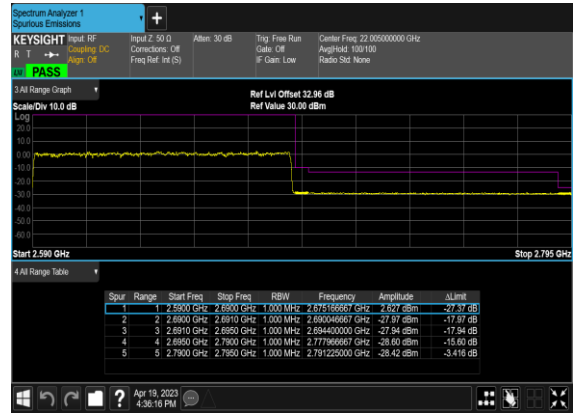 Spectrum Analyzer 1
Spurious Emissions
+
KEYSIGHT Input: RF Input Z: 50 Ω Atten: 30 dB Trig: Free Run Center Freq: 22.005000000 GHz
R T Coupling: DC Corrections: Off Gate: Off Avg|Hold: 100/100
Align: Off Freq Ref: Int (S) IF Gain: Low Radio Std: None
PASS
3 All Range Graph
Ref Lvl Offset 32.96 dB
Scale/Div 10.0 dB Ref Value 30.00 dBm
Log
20.0
10.0
0.00
-10.0
-20.0
-30.0
-40.0
-50.0
-60.0
Start 2.590 GHz Stop 2.795 GHz
4 All Range Table
Spur Range Start Freq Stop Freq RBW Frequency Amplitude ΔLimit
1 1 2.5900 GHz 2.6900 GHz 1.000 MHz 2.675166667 GHz 2.627 dBm -27.37 dB
2 2 2.6900 GHz 2.6910 GHz 1.000 MHz 2.690046667 GHz -27.97 dBm -17.97 dB
3 3 2.6910 GHz 2.6950 GHz 1.000 MHz 2.694400000 GHz -27.94 dBm -17.94 dB
4 4 2.6950 GHz 2.7900 GHz 1.000 MHz 2.777966667 GHz -28.60 dBm -15.60 dB
5 5 2.7900 GHz 2.7950 GHz 1.000 MHz 2.791225000 GHz -28.42 dBm -3.416 dB
?
Apr 19, 2023
4:36:16 PM